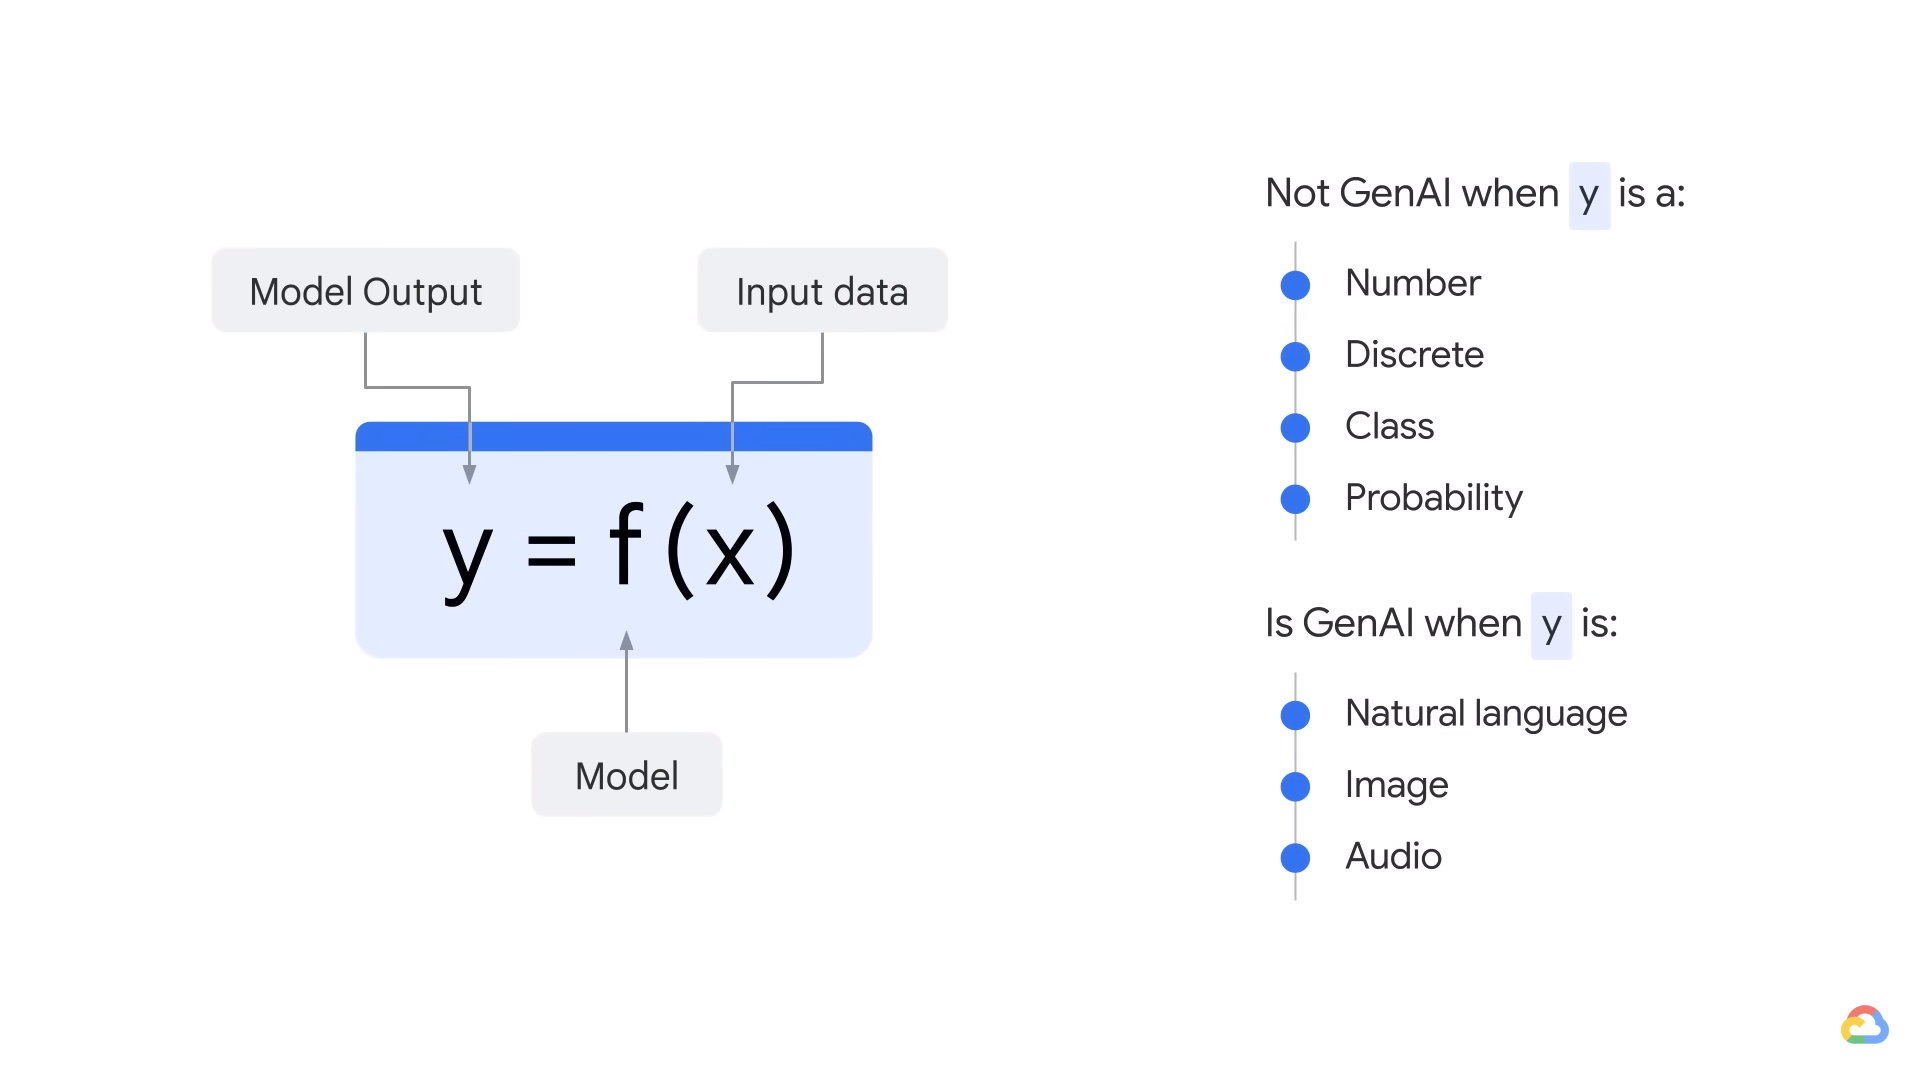 Model Output
Input data
y = f(x)
Model
Not GenAI when y is a:
Number
Discrete
Class
Probability
Is GenAI when y is:
Natural language
Image
Audio